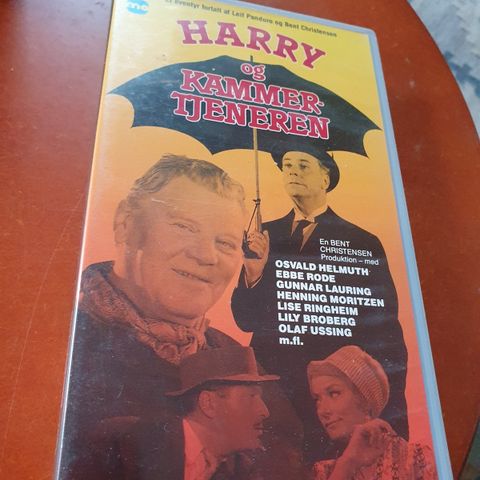 eventyr fortalt af Leif Panduro og Bent Christensen
HARRY
og
KAMMER-
TJENEREN
En BENT
CHRISTENSEN
Produktion – med
OSVALD HELMUTH
EBBE RODE
GUNNAR LAURING
HENNING MORITZEN
LISE RINGHEIM
LILY BROBERG
OLAF USSING
m.fl.